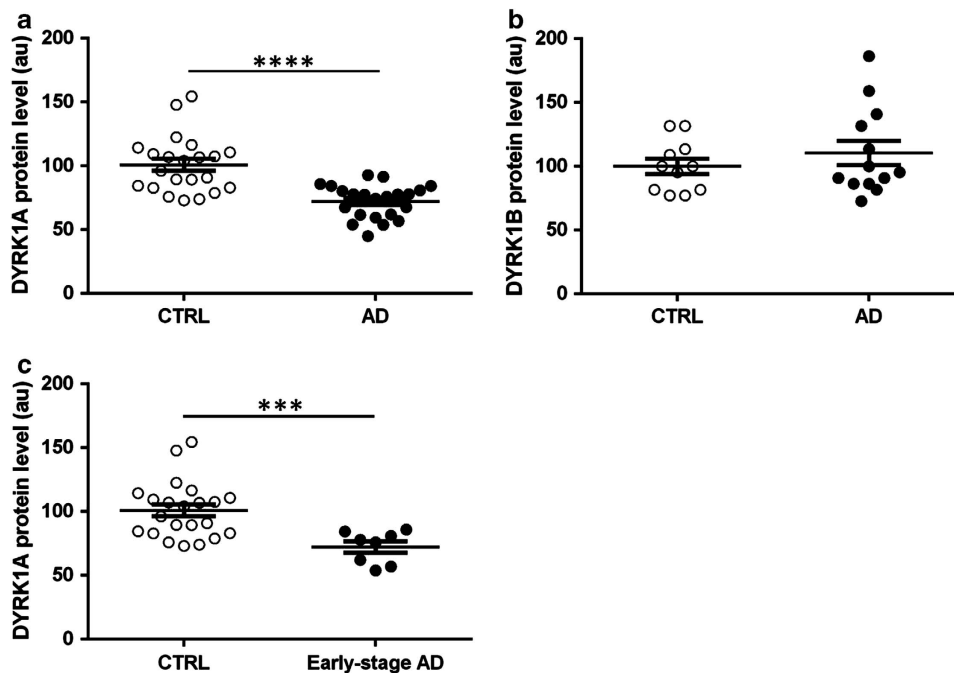 a
DYRK1A protein level (au)
200
150
100
50
0
****
CTRL
AD
b
DYRK1B protein level (au)
200
150
100
50
0
CTRL
AD
c
DYRK1A protein level (au)
200
150
100
50
0
***
CTRL
Early-stage AD